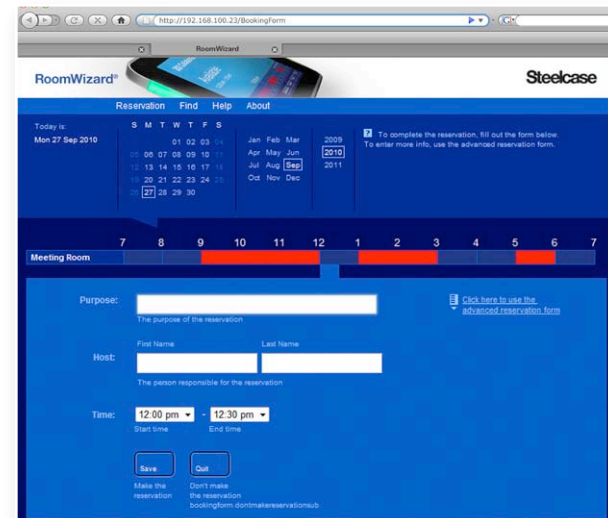 http://192.168.100.23/BookingForm
RoomWizard
RoomWizard®
Steelcase
Reservation Find Help About
Today is:
Mon 27 Sep 2010
S M T W T F S
01 02 03 04
05 06 07 08 09 10 11
12 13 14 15 16 17 18
19 20 21 22 23 24 25
26 27 28 29 30
Jan Feb Mar
Apr May Jun
Jul Aug Sep
Oct Nov Dec
2009
2010
2011
? To complete the reservation, fill out the form below.
To enter more info, use the advanced reservation form.
7 8 9 10 11 12 1 2 3 4 5 6 7
Meeting Room
Purpose:
The purpose of the reservation
Click here to use the
advanced reservation form
First Name Last Name
Host:
The person responsible for the reservation
Time: 12:00 pm - 12:30 pm
Start time End time
Save Quit
Make the
reservation
Don't make
the reservation
bookingform.dontmakereservationsub